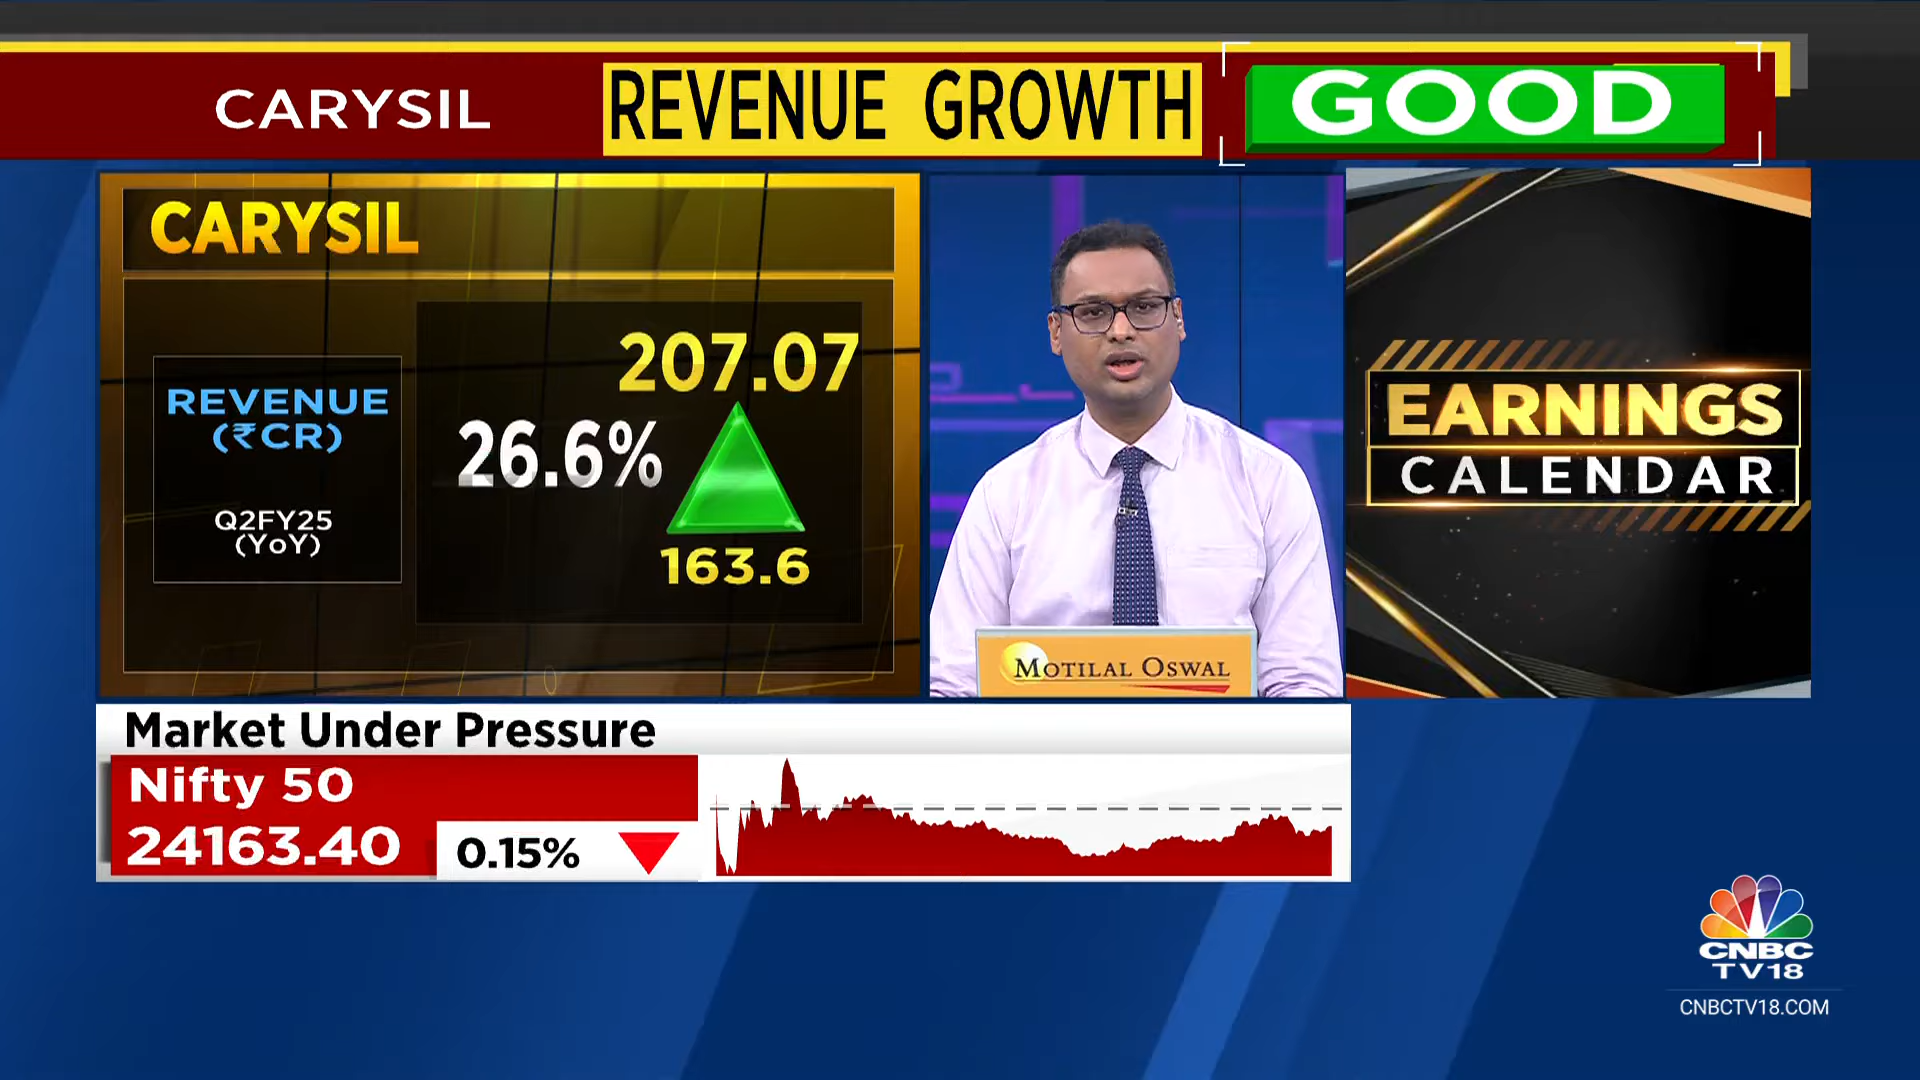 CARYSIL
REVENUE GROWTH
GOOD
CARYSIL
REVENUE
(₹CR)
Q2FY25
(YoY)
207.07
26.6%
163.6
MOTILAL OSWAL
EARNINGS
CALENDAR
Market Under Pressure
Nifty 50
24163.40
0.15%
CNBC
TV18
CNBCTV18.COM